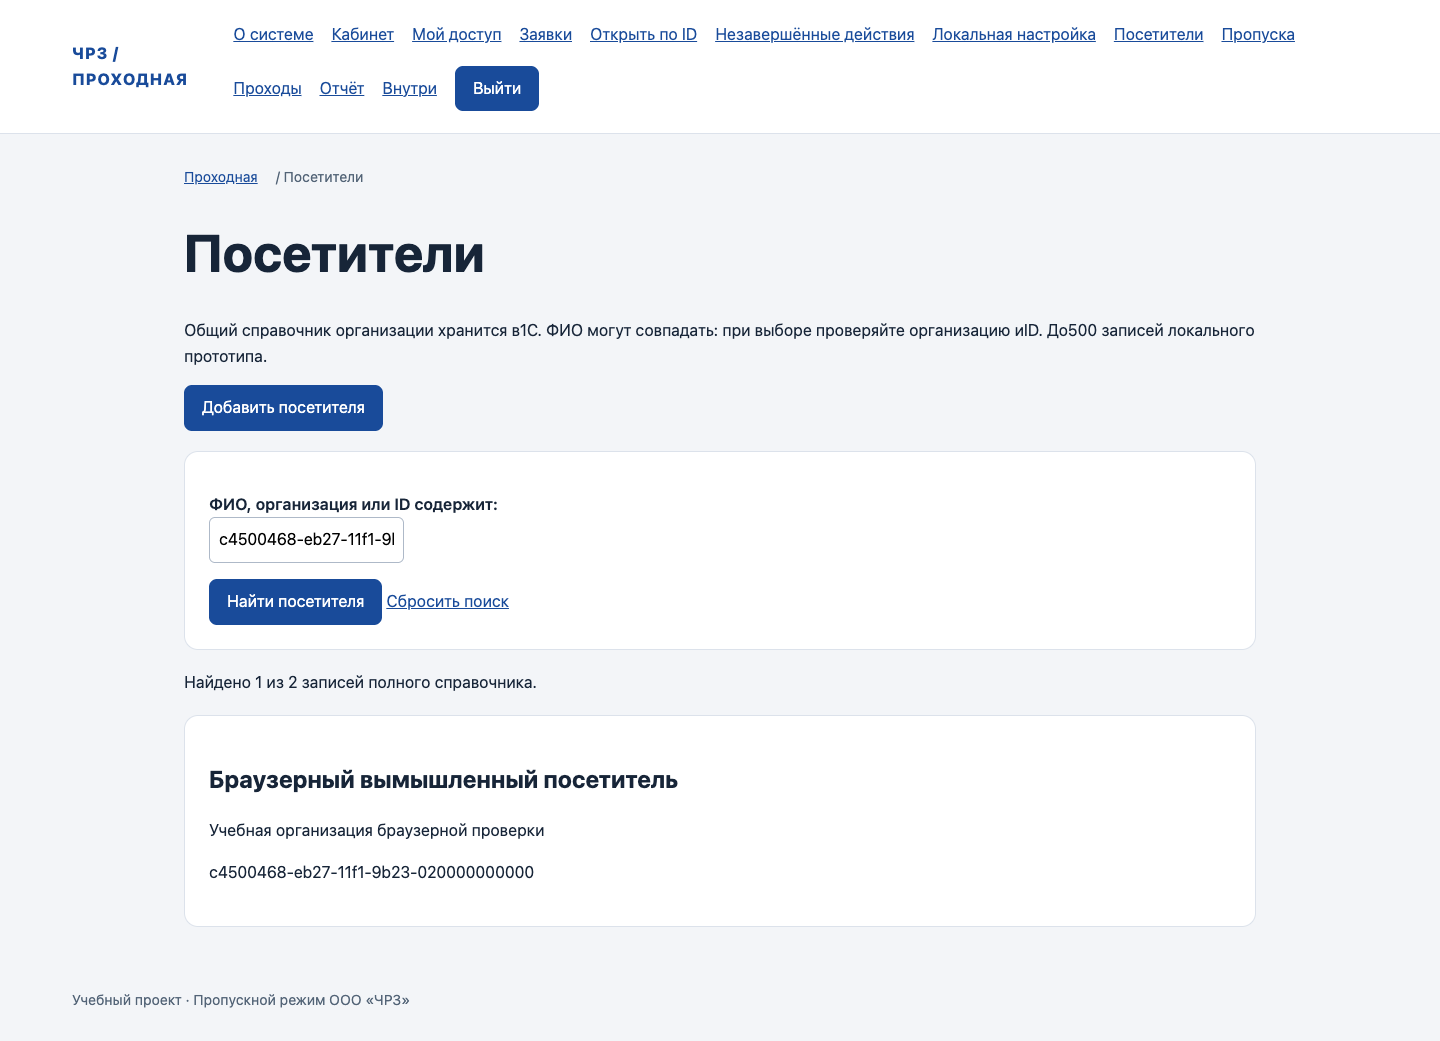 ЧРЗ /
ПРОХОДНАЯ
О системе Кабинет Мой доступ Заявки Открыть по ID Незавершённые действия Локальная настройка Посетители Пропуска
Проходы Отчёт Внутри Выйти
Проходная / Посетители
Посетители
Общий справочник организации хранится в1С. ФИО могут совпадать: при выборе проверяйте организацию иID. До500 записей локального
прототипа.
Добавить посетителя
ФИО, организация или ID содержит:
c4500468-eb27-11f1-9l
Найти посетителя Сбросить поиск
Найдено 1 из 2 записей полного справочника.
Браузерный вымышленный посетитель
Учебная организация браузерной проверки
c4500468-eb27-11f1-9b23-020000000000
Учебный проект · Пропускной режим ООО «ЧРЗ»